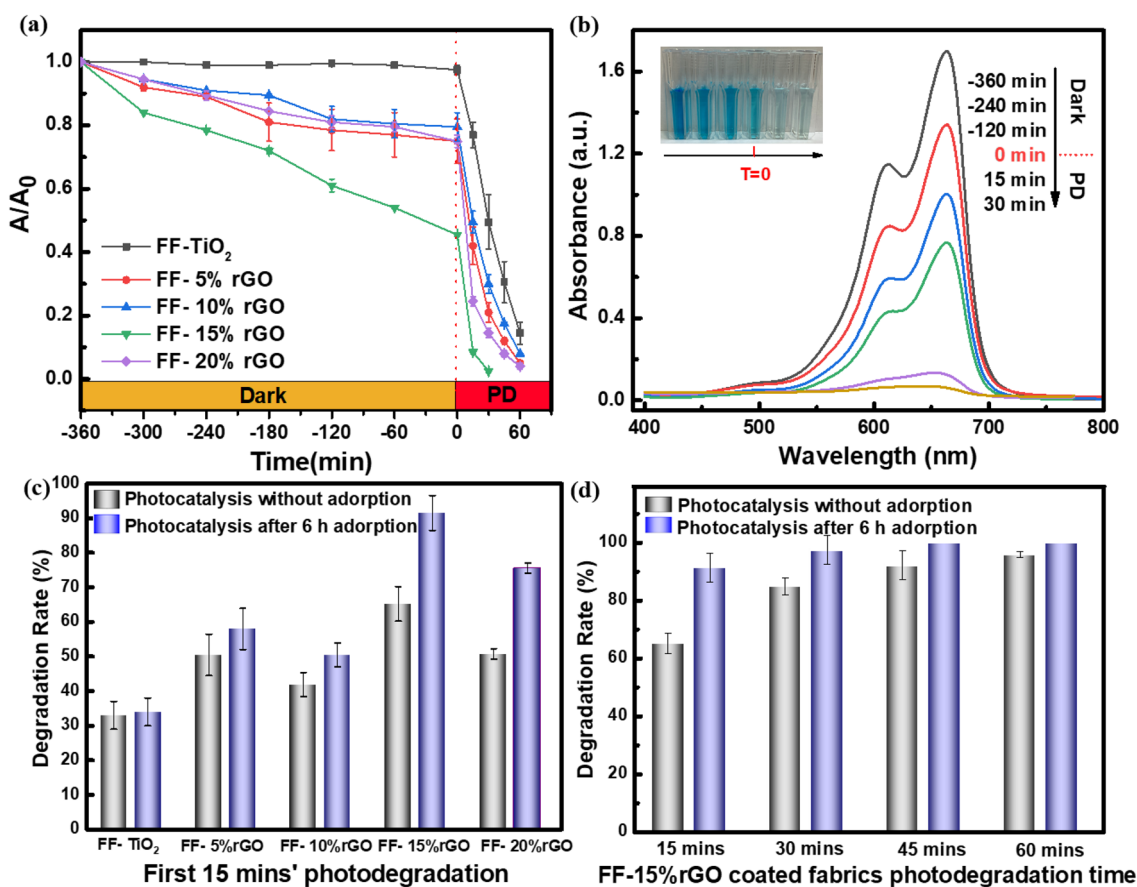 (a)
A/A₀
1.0
0.8
0.6
0.4
0.2
0.0
FF-TiO₂
FF- 5% rGO
FF- 10% rGO
FF- 15% rGO
FF- 20% rGO
Dark
PD
-360 -300 -240 -180 -120 -60 0 60
Time(min)
(b)
Absorbance (a.u.)
1.6
1.2
0.8
0.4
0.0
T=0
-360 min
-240 min
-120 min
0 min
15 min
30 min
Dark
PD
400 500 600 700 800
Wavelength (nm)
(c)
Degradation Rate (%)
100
90
80
70
60
50
40
30
20
10
0
Photocatalysis without adorption
Photocatalysis after 6 h adorption
FF- TiO₂ FF- 5%rGO FF- 10%rGO FF- 15%rGO FF- 20%rGO
First 15 mins' photodegradation
(d)
Degradation Rate (%)
100
80
60
40
20
0
Photocatalysis without adorption
Photocatalysis after 6 h adorption
15 mins 30 mins 45 mins 60 mins
FF-15%rGO coated fabrics photodegradation time